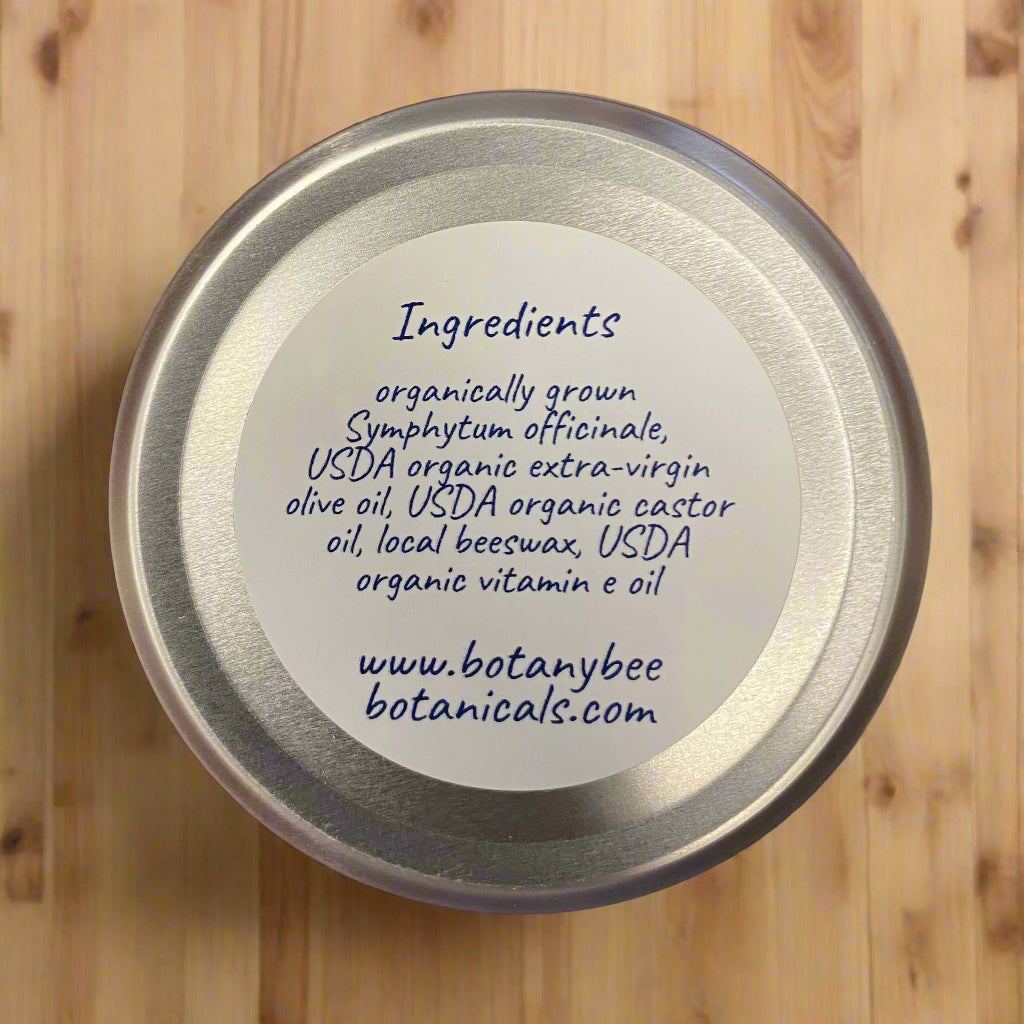 Ingredients
organically grown
Symphytum officinale,
USDA organic extra-virgin
olive oil, USDA organic castor
oil, local beeswax, USDA
organic vitamin e oil
www.botanybee
botanicals.com